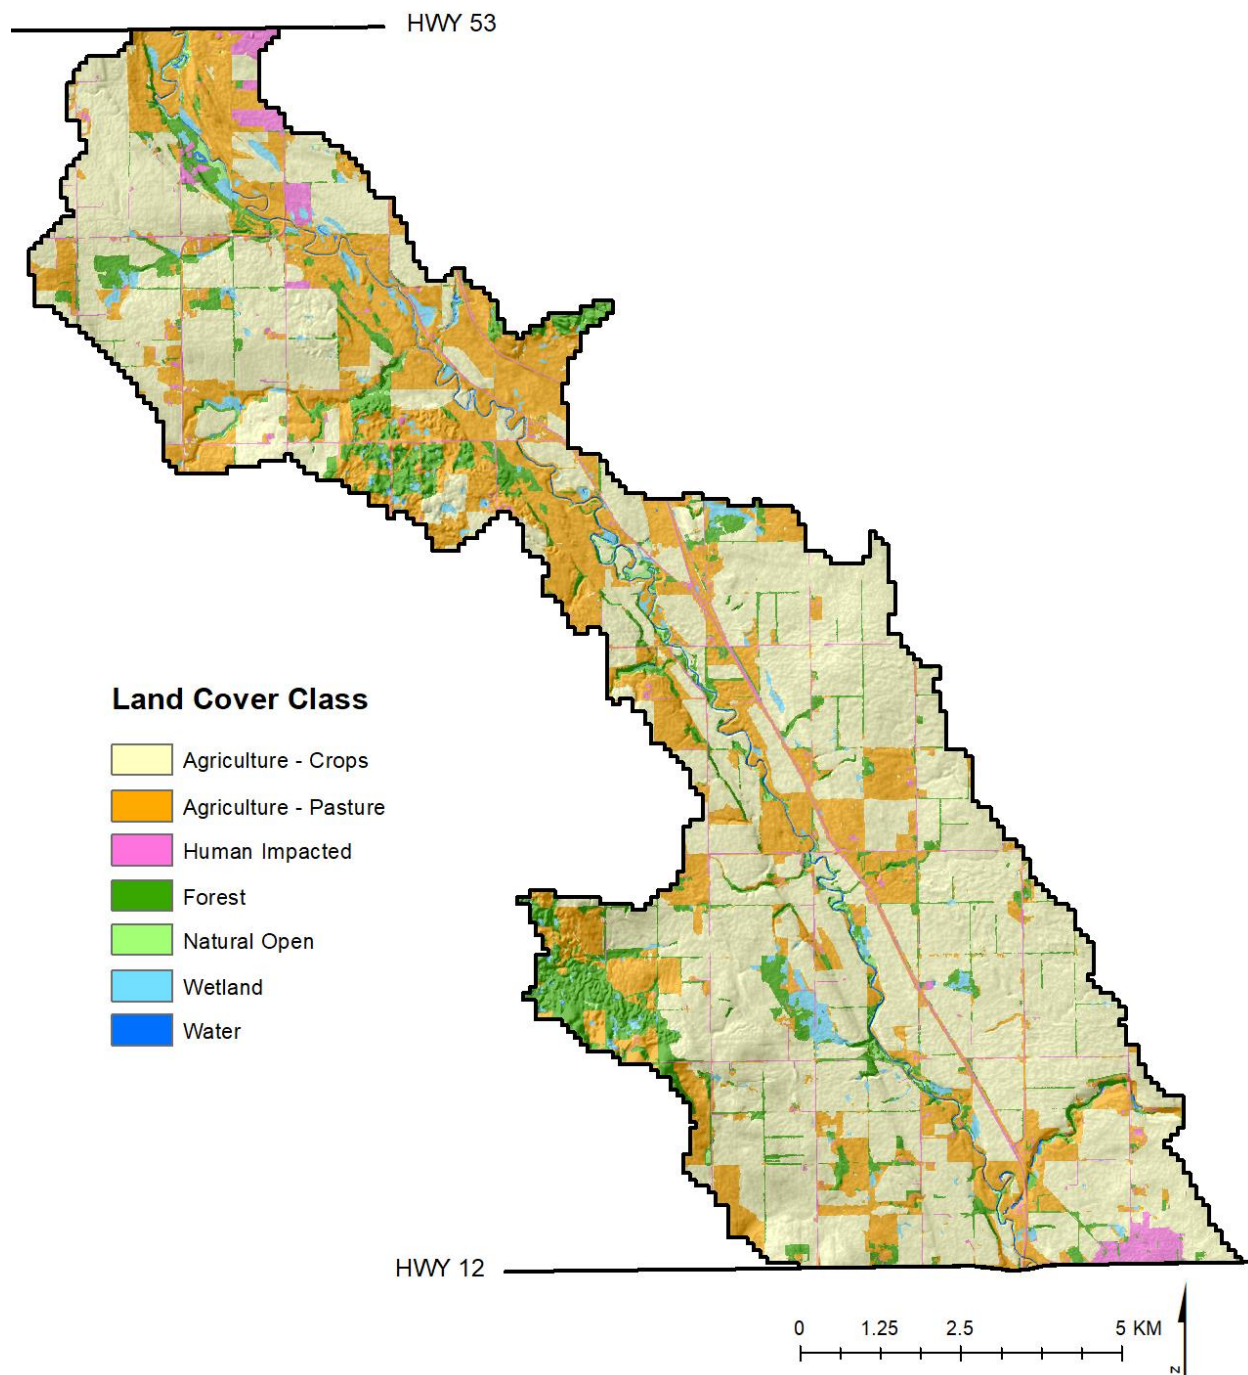 HWY 53
Land Cover Class
Agriculture - Crops
Agriculture - Pasture
Human Impacted
Forest
Natural Open
Wetland
Water
HWY 12
0 1.25 2.5 5 KM
N